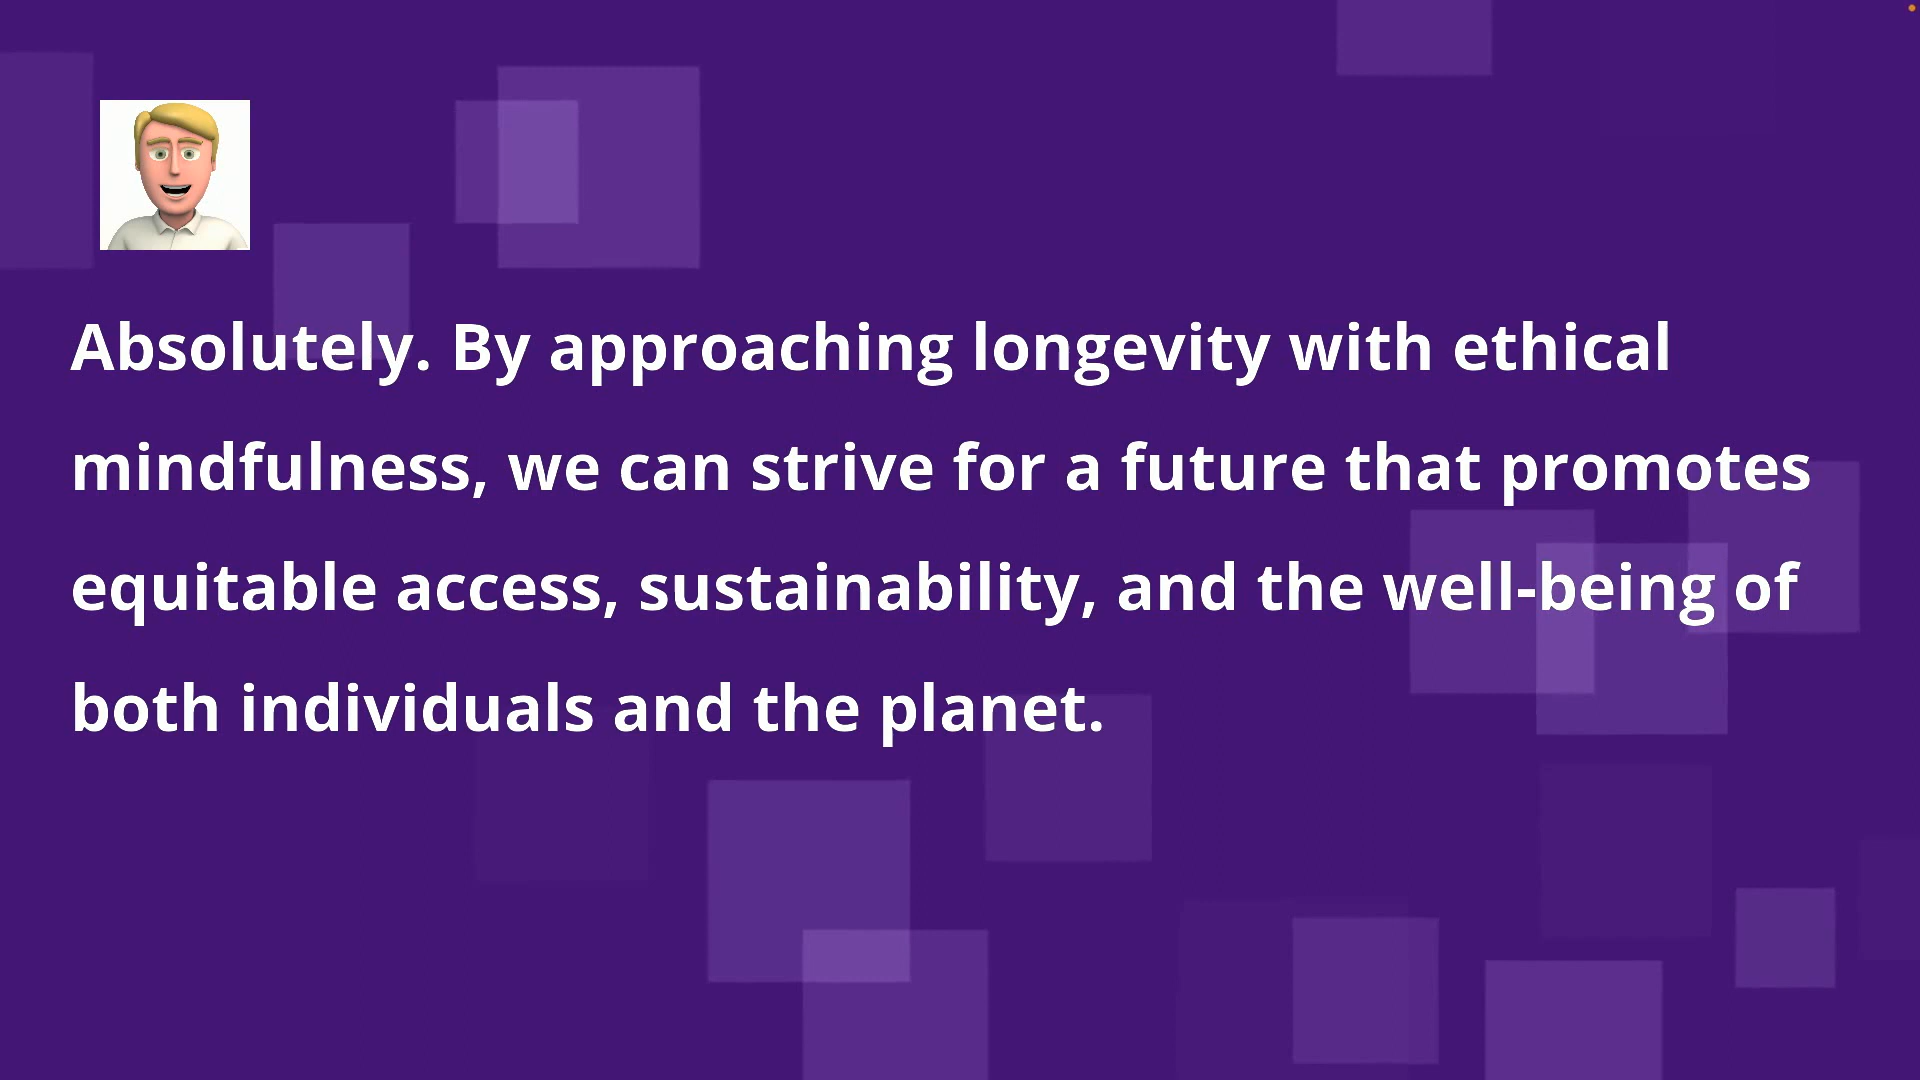 Absolutely. By approaching longevity with ethical
mindfulness, we can strive for a future that promotes
equitable access, sustainability, and the well-being of
both individuals and the planet.